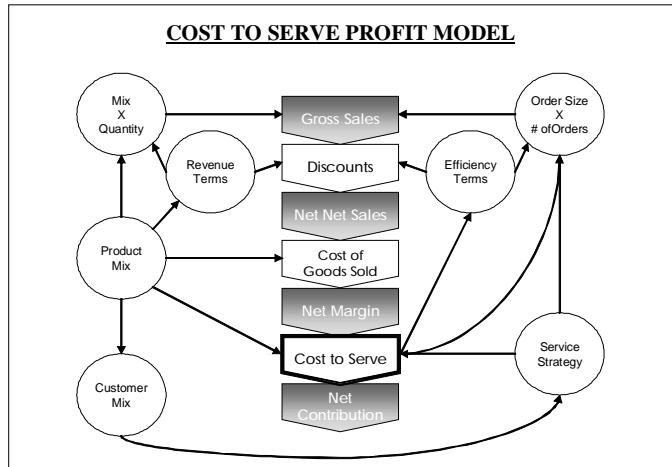 COST TO SERVE PROFIT MODEL
Mix
X
Quantity
Gross Sales
Order Size
X
# ofOrders
Revenue
Terms
Discounts
Efficiency
Terms
Net Net Sales
Product
Mix
Cost of
Goods Sold
Net Margin
Cost to Serve
Service
Strategy
Customer
Mix
Net
Contribution